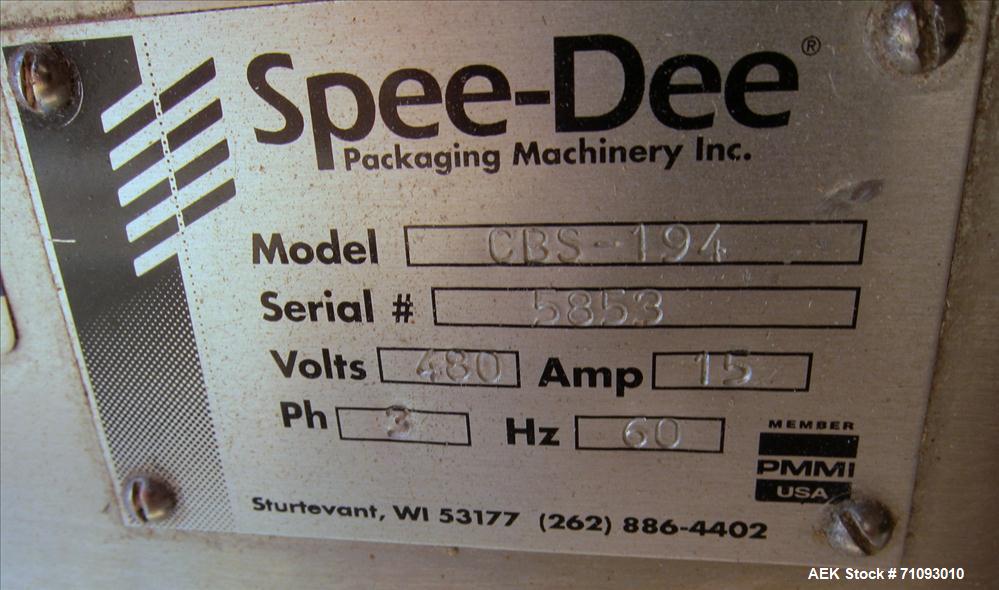 Spee-Dee®
Packaging Machinery Inc.
Model CBS-194
Serial # 5853
Volts 480 Amp 15
Ph 3 Hz 60
MEMBER
PMMI
USA
Sturtevant, WI 53177 (262) 886-4402
AEK Stock # 71093010